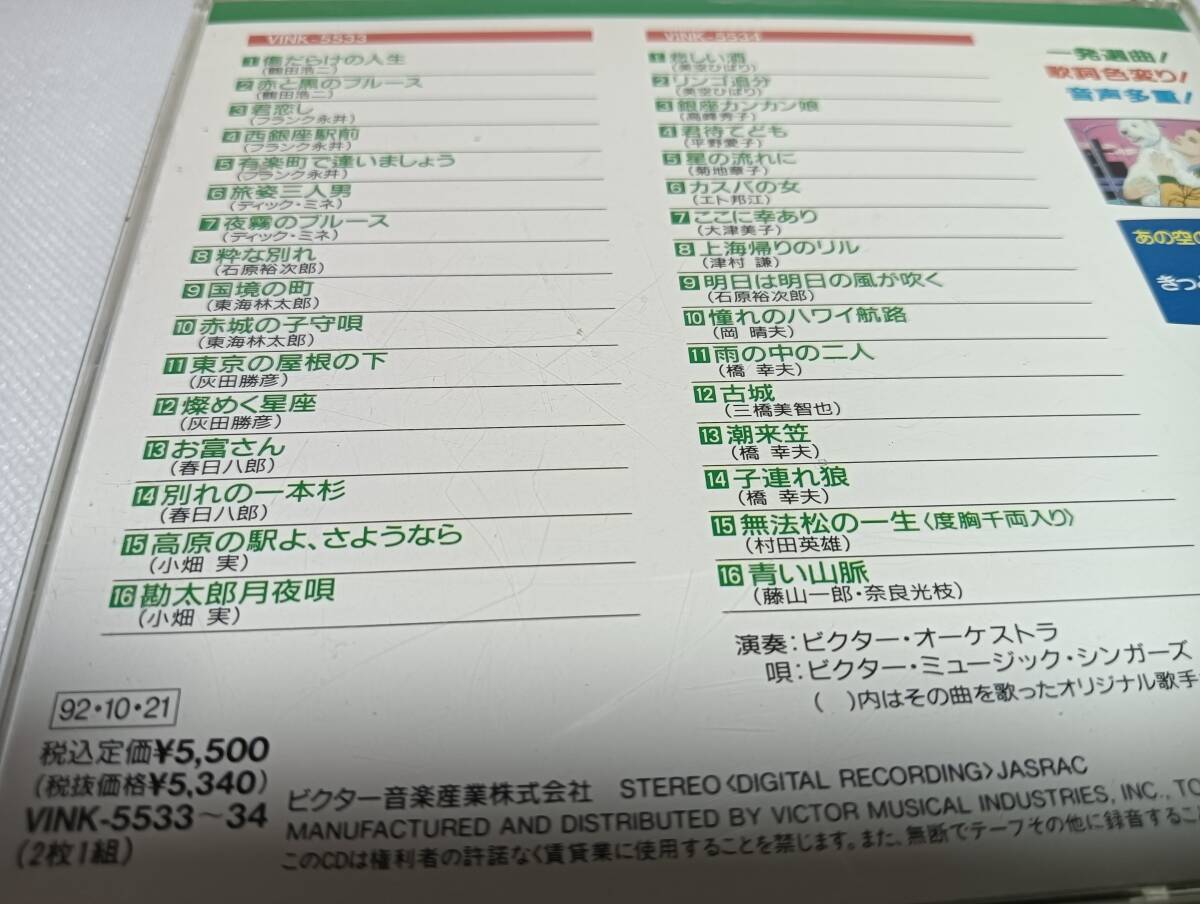 VINK-5533
1 傷だらけの人生
(鶴田浩二)
2 赤と黒のブルース
(鶴田浩二)
3 君恋し
(フランク永井)
4 西銀座駅前
(フランク永井)
5 有楽町で逢いましょう
(フランク永井)
6 旅姿三人男
(ディック・ミネ)
7 夜霧のブルース
(ディック・ミネ)
8 粋な別れ
(石原裕次郎)
9 国境の町
(東海林太郎)
10 赤城の子守唄
(東海林太郎)
11 東京の屋根の下
(灰田勝彦)
12 燦めく星座
(灰田勝彦)
13 お富さん
(春日八郎)
14 別れの一本杉
(春日八郎)
15 高原の駅よ、さようなら
(小畑 実)
16 勘太郎月夜唄
(小畑 実)
VINK-5534
1 悲しい酒
(美空ひばり)
2 リンゴ追分
(美空ひばり)
3 銀座カンカン娘
(高峰秀子)
4 君待てども
(平野愛子)
5 星の流れに
(菊地章子)
6 カスバの女
(エト邦江)
7 ここに幸あり
(大津美子)
8 上海帰りのリル
(津村 謙)
9 明日は明日の風が吹く
(石原裕次郎)
10 憧れのハワイ航路
(岡 晴夫)
11 雨の中の二人
(橋 幸夫)
12 古城
(三橋美智也)
13 潮来笠
(橋 幸夫)
14 子連れ狼
(橋 幸夫)
15 無法松の一生〈度胸千両入り〉
(村田英雄)
16 青い山脈
(藤山一郎・奈良光枝)
一発選曲!
歌詞色変り!
音声多重!
あの空の
きっと
演奏:ビクター・オーケストラ
唄:ビクター・ミュージック・シンガーズ
( )内はその曲を歌ったオリジナル歌手
92・10・21
税込定価¥5,500
(税抜価格¥5,340)
VINK-5533〜34
(2枚1組)
ビクター音楽産業株式会社 STEREO〈DIGITAL RECORDING〉JASRAC
MANUFACTURED AND DISTRIBUTED BY VICTOR MUSICAL INDUSTRIES, INC., TO
このCDは権利者の許諾なく賃貸業に使用することを禁じます。また、無断でテープその他に録音すること